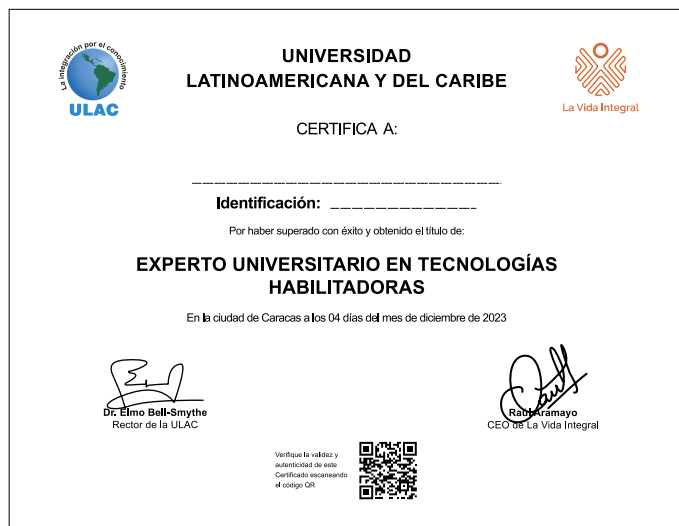 La integración por el conocimiento
ULAC
UNIVERSIDAD
LATINOAMERICANA Y DEL CARIBE
La Vida Integral
CERTIFICA A:
Identificación:
Por haber superado con éxito y obtenido el título de:
EXPERTO UNIVERSITARIO EN TECNOLOGÍAS
HABILITADORAS
En la ciudad de Caracas a los 04 días del mes de diciembre de 2023
Dr. Elmo Bell-Smythe
Rector de la ULAC
Raúl Aramayo
CEO de La Vida Integral
Verifique la validez y
autenticidad de este
Certificado escaneando
el código QR